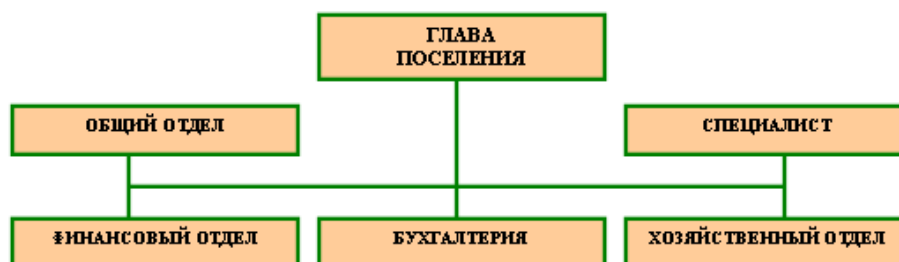 ГЛАВА
ПОСЕЛЕНИЯ
ОБЩИЙ ОТДЕЛ
СПЕЦИАЛИСТ
ФИНАНСОВЫЙ ОТДЕЛ
БУХГАЛТЕРИЯ
ХОЗЯЙСТВЕННЫЙ ОТДЕЛ